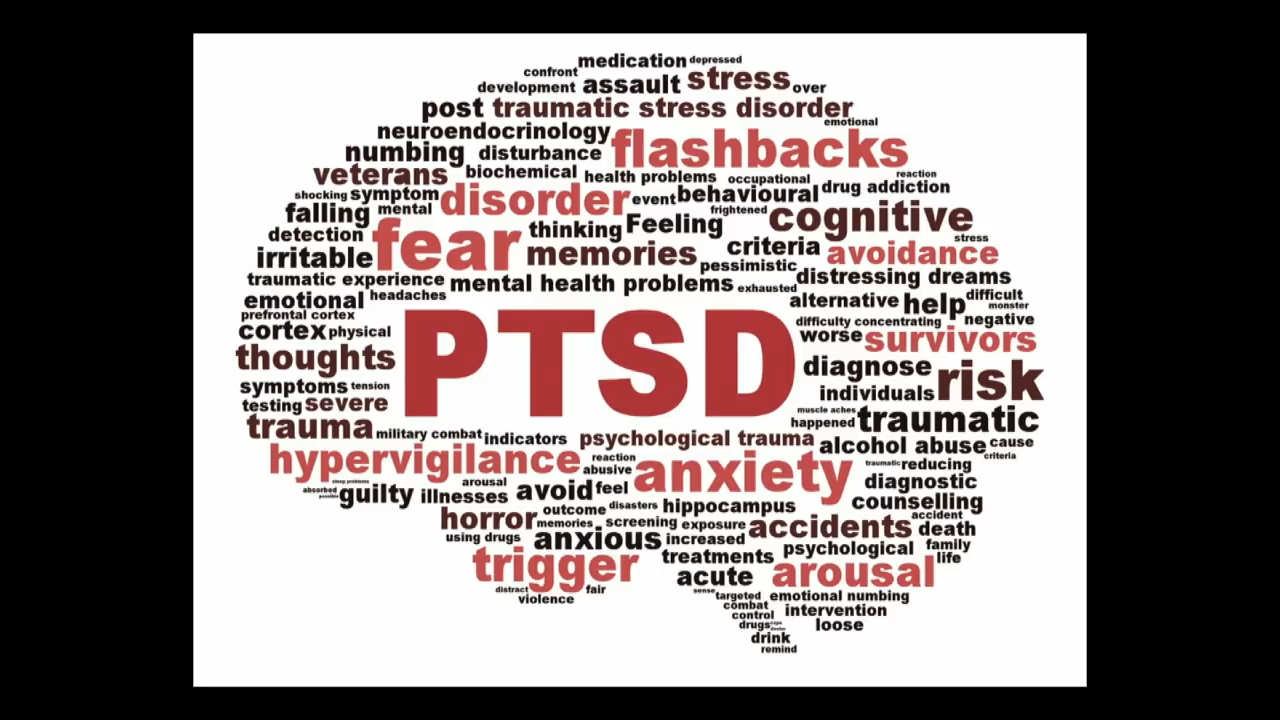 medication depressed
confront
development assault stress over
post traumatic stress disorder
emotional
neuroendocrinology flashbacks
numbing disturbance
veterans biochemical health problems occupational reaction
shocking symptom disorder event behavioural drug addiction
falling mental frightened cognitive
detection fear thinking Feeling
irritable memories criteria avoidance stress
traumatic experience mental health problems pessimistic distressing dreams
emotional headaches exhausted alternative help difficult
monster
prefrontal cortex difficulty concentrating negative
cortex physical PTSD worse survivors
thoughts diagnose risk
symptoms tension individuals
testing severe muscle aches traumatic
trauma military combat indicators psychological trauma happened
alcohol abuse cause
hypervigilance reaction anxiety traumatic reducing criteria
abusive
sleep problems arousal diagnostic
absorbed guilty illnesses avoid feel counselling
possible outcome disasters hippocampus
horror memories screening exposure accidents accident death
using drugs anxious increased psychological family
trigger treatments life
acute arousal
distract fair sense targeted emotional numbing
violence combat intervention
control loose
drugs
drink
remind